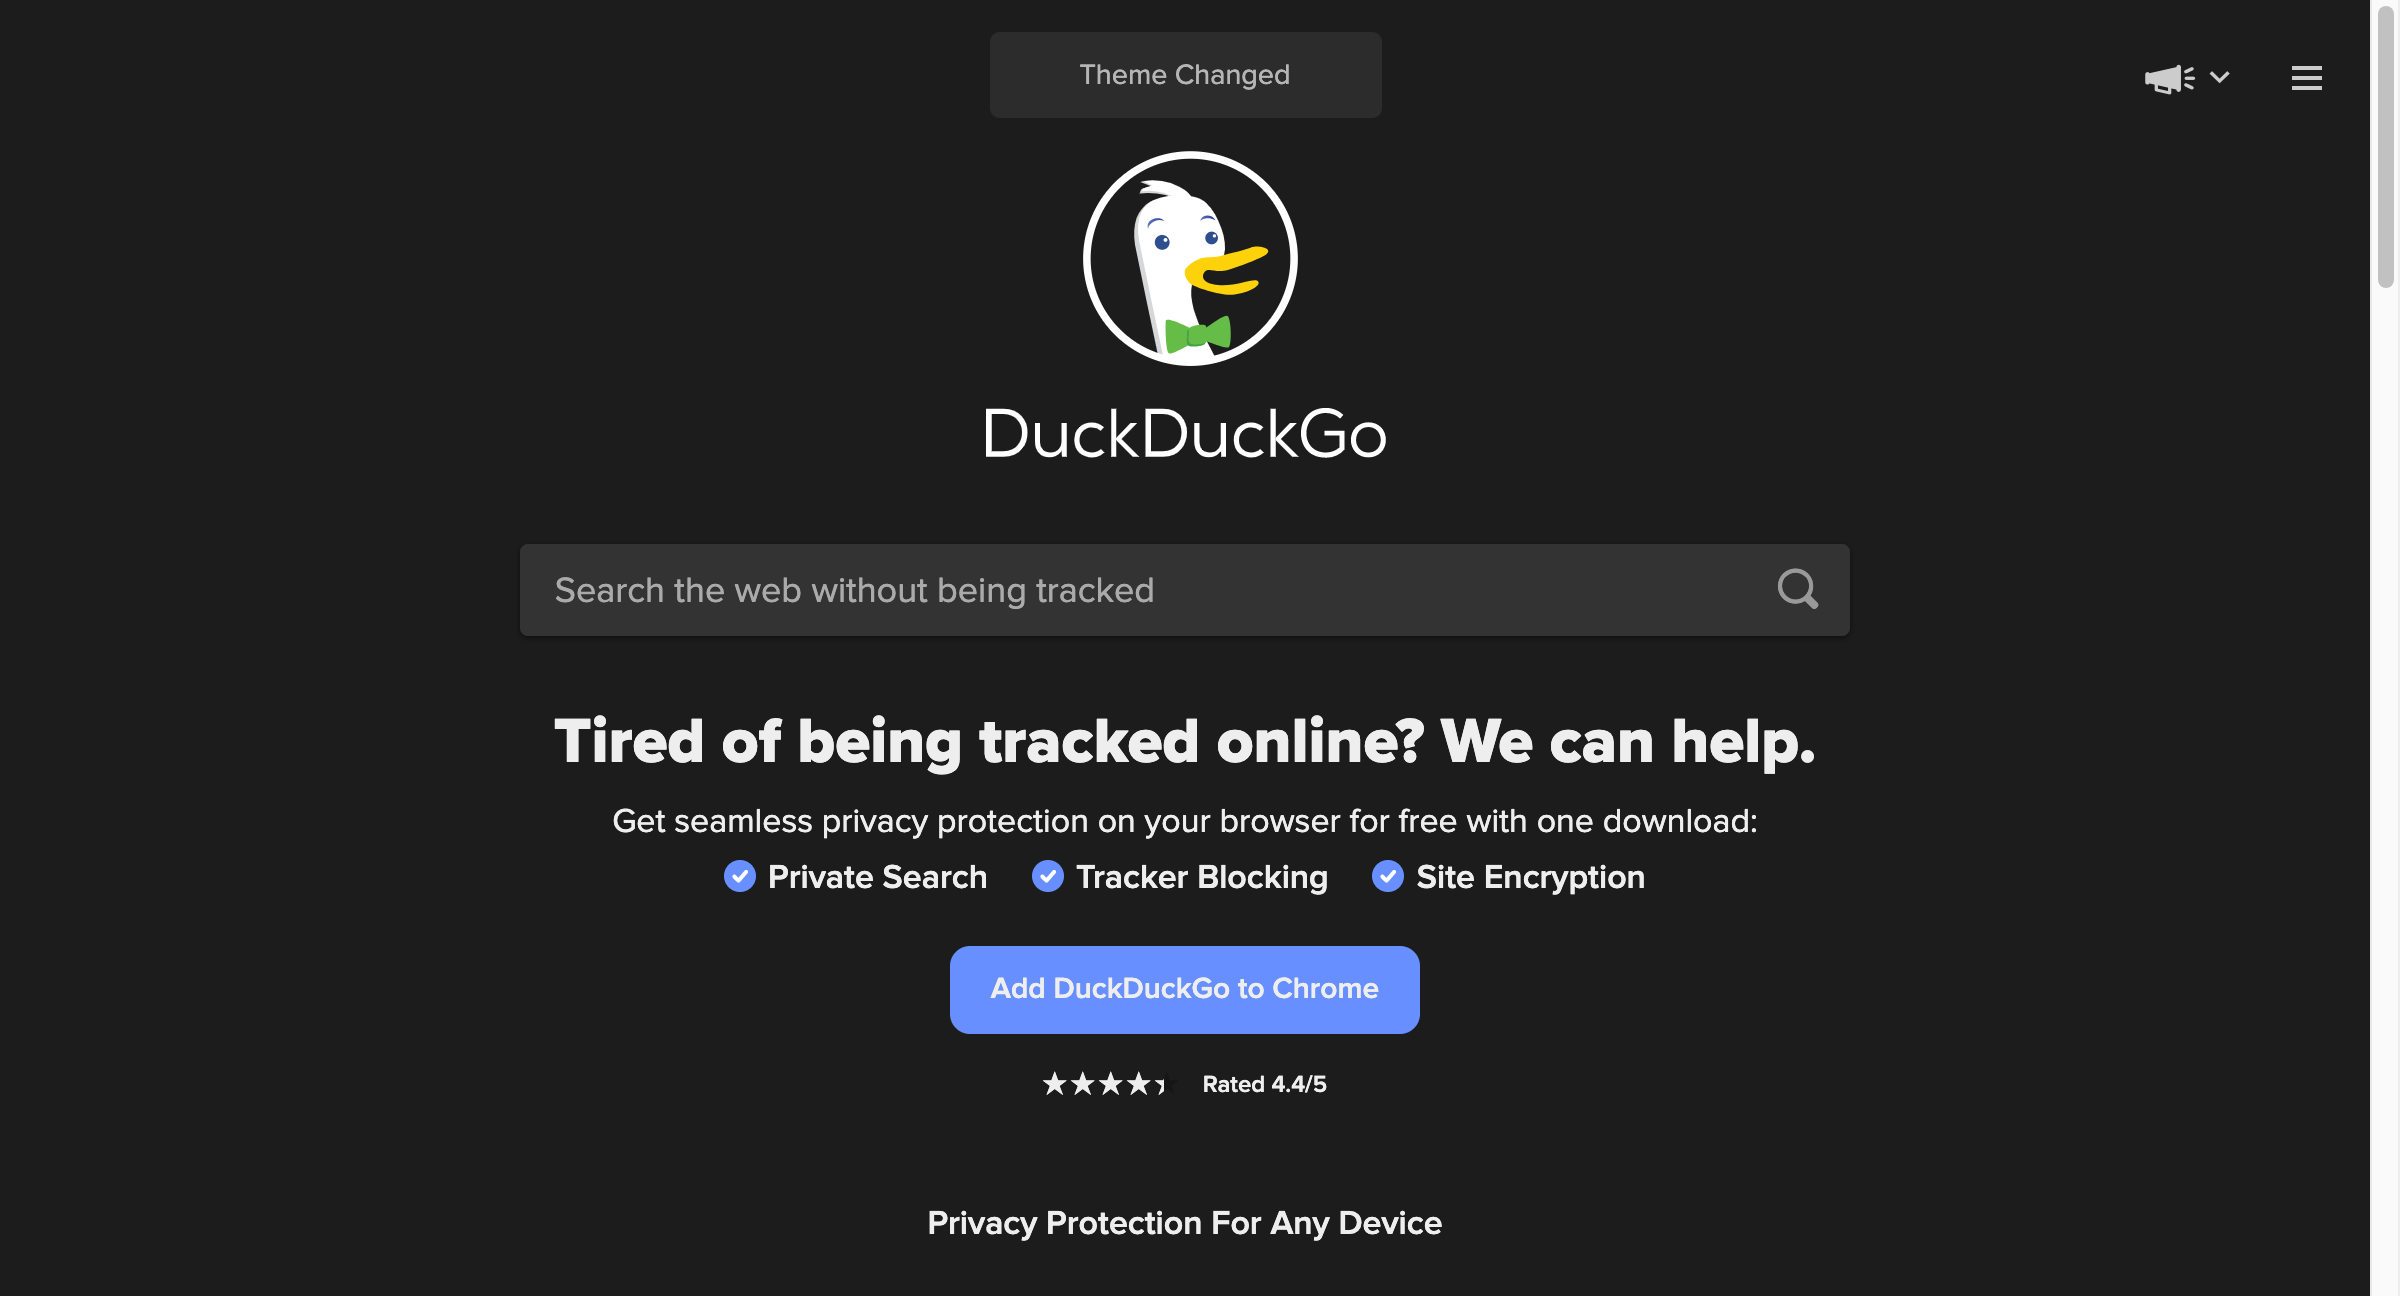 Theme Changed
DuckDuckGo
Search the web without being tracked
Tired of being tracked online? We can help.
Get seamless privacy protection on your browser for free with one download:
Private Search Tracker Blocking Site Encryption
Add DuckDuckGo to Chrome
Rated 4.4/5
Privacy Protection For Any Device